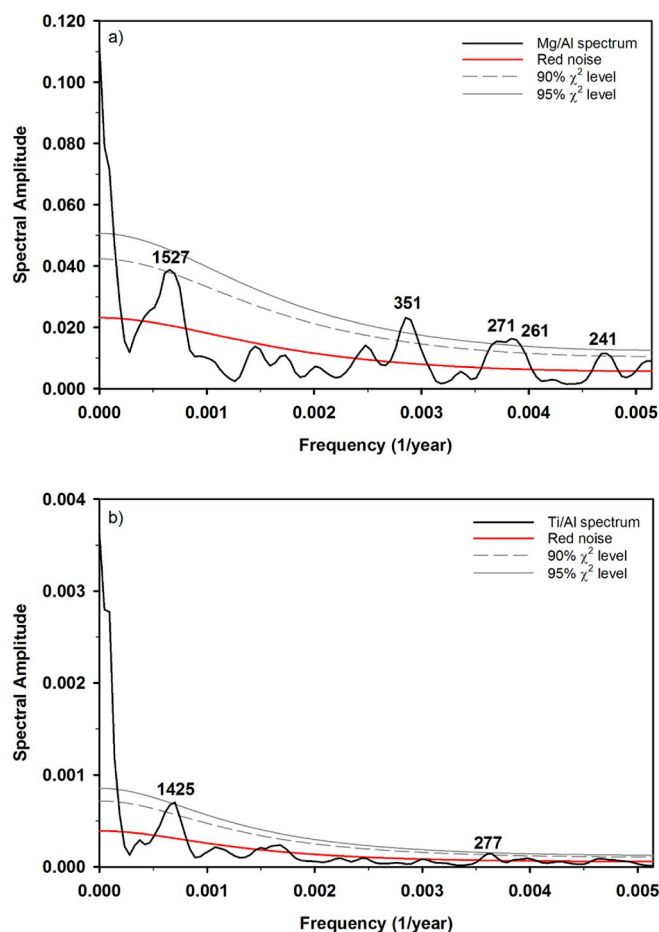 a)
Mg/Al spectrum
Red noise
90% χ² level
95% χ² level
Spectral Amplitude
0.120
0.100
0.080
0.060
0.040
0.020
0.000
1527
351
271 261
241
0.000 0.001 0.002 0.003 0.004 0.005
Frequency (1/year)
b)
Ti/Al spectrum
Red noise
90% χ² level
95% χ² level
Spectral Amplitude
0.004
0.003
0.002
0.001
0.000
1425
277
0.000 0.001 0.002 0.003 0.004 0.005
Frequency (1/year)